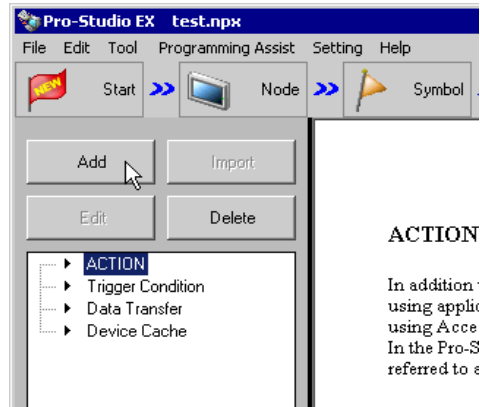 Pro-Studio EX test.npx
File Edit Tool Programming Assist Setting Help
NEW Start Node Symbol
Add Import
Edit Delete
ACTION
Trigger Condition
Data Transfer
Device Cache
ACTION
In addition
using applic
using Acce
In the Pro-S
referred to a